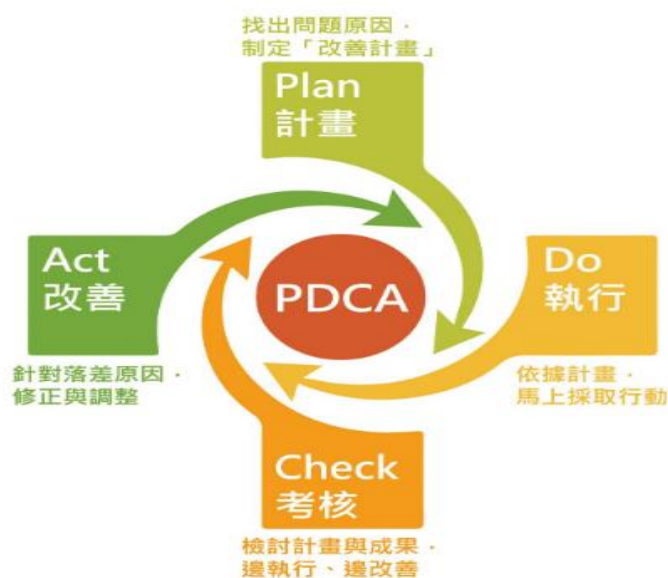 找出問題原因，
制定「改善計畫」
Plan
計畫
Act
改善
PDCA
Do
執行
針對落差原因，
修正與調整
依據計畫，
馬上採取行動
Check
考核
檢討計畫與成果，
邊執行、邊改善